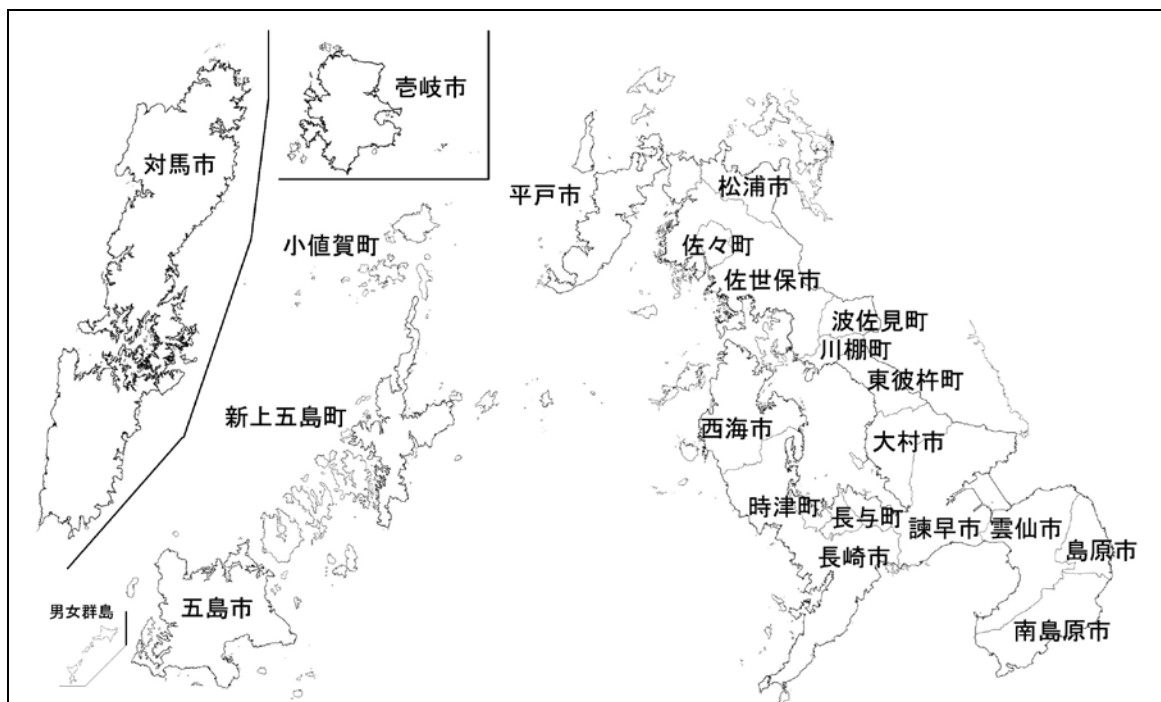 壱岐市
対馬市
平戸市
松浦市
小値賀町
佐々町
佐世保市
波佐見町
川棚町
東彼杵町
新上五島町
西海市
大村市
時津町
長与町
諫早市
雲仙市
島原市
長崎市
男女群島
五島市
南島原市